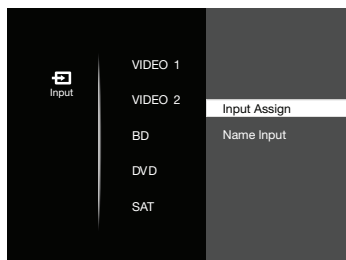 Input
VIDEO 1
VIDEO 2
BD
DVD
SAT
Input Assign
Name Input